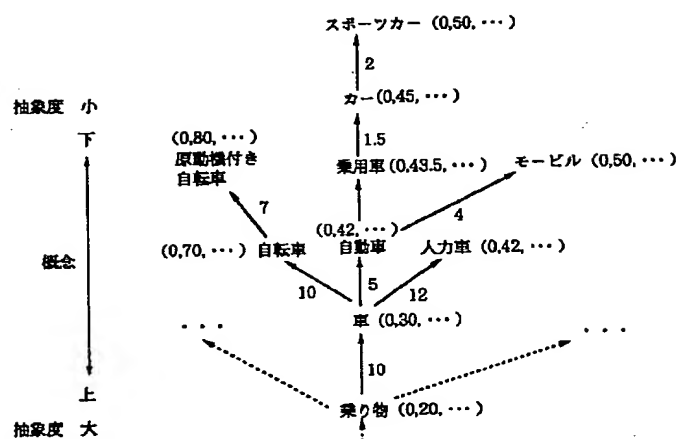 スポーツカー (0,50, ・・・)
2
抽象度 小
カー (0,45, ・・・)
下
(0,80, ・・・)
1.5
原動機付き
自転車
乗用車 (0,43.5, ・・・)
モービル (0,50, ・・・)
7
4
(0,42, ・・・)
(0,70, ・・・) 自転車
自動車
人力車 (0,42, ・・・)
概念
10
5
12
車 (0,30, ・・・)
・・・
・・・
10
上
乗り物 (0,20, ・・・)
抽象度 大